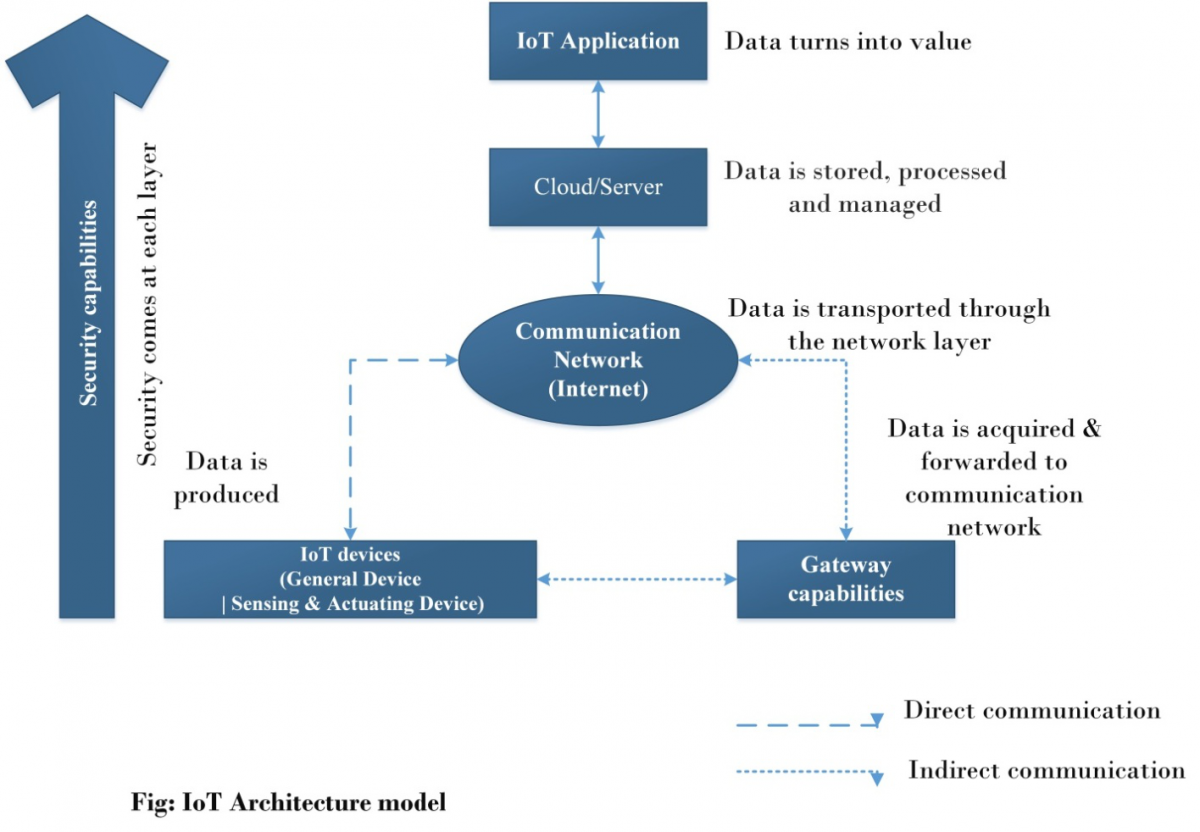 IoT Application
Data turns into value
Cloud/Server
Data is stored, processed
and managed
Security capabilities
Security comes at each layer
Communication
Network
(Internet)
Data is transported through
the network layer
Data is
produced
Data is acquired &
forwarded to
communication
network
IoT devices
(General Device
| Sensing & Actuating Device)
Gateway
capabilities
Direct communication
Indirect communication
Fig: IoT Architecture model